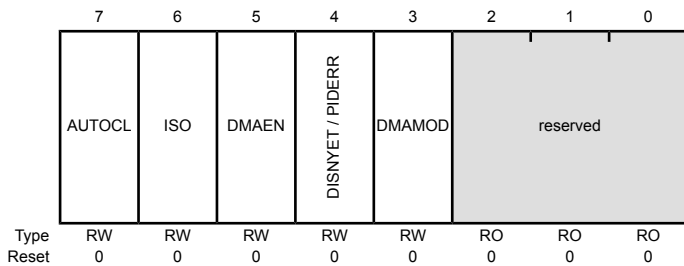 7 6 5 4 3 2 1 0
AUTOCL ISO DMAEN DISNYET / PIDERR DMAMOD reserved
Type RW RW RW RW RW RO RO RO
Reset 0 0 0 0 0 0 0 0